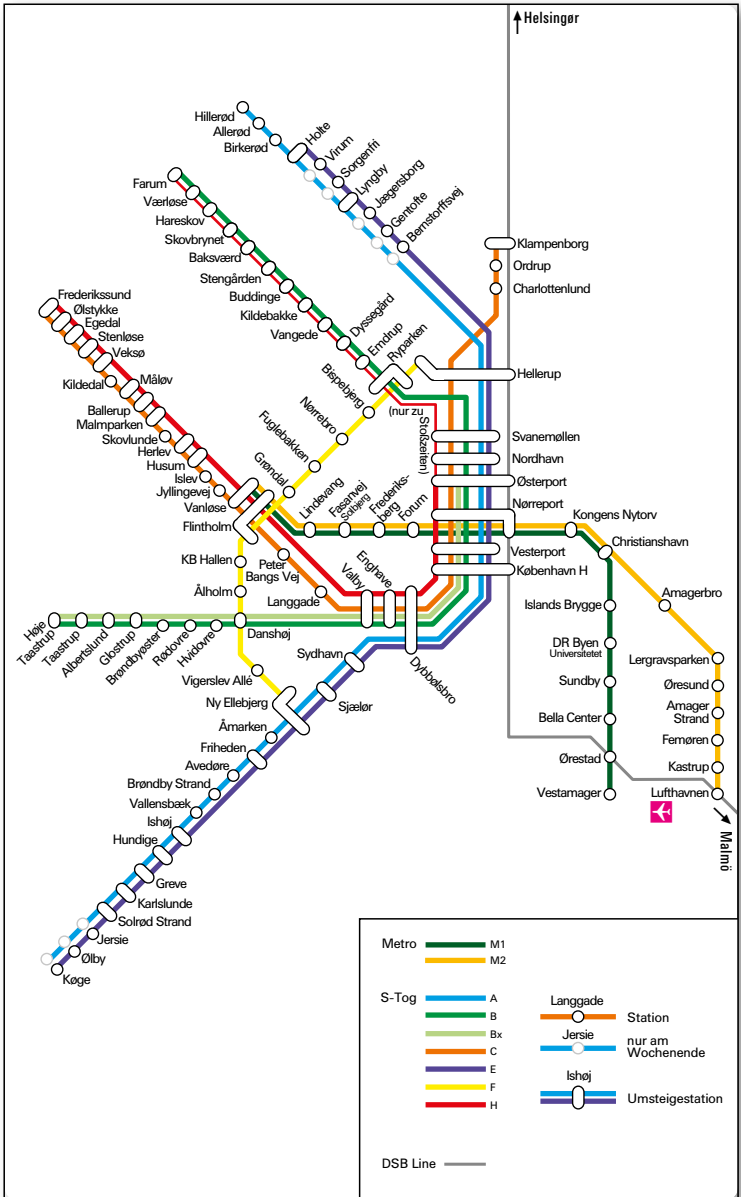 Helsingør
Hillerød
Allerød
Birkerød
Holte
Virum
Sorgenfri
Lyngby
Jægersborg
Gentofte
Bernstorffsvej
Farum
Værløse
Hareskov
Skovbrynet
Baksværd
Stengården
Buddinge
Kildebakke
Vangede
Dyssegård
Emdtup
Ryparken
(nur zu
Stoßzeiten)
Klampenborg
Ordrup
Charlottenlund
Hellerup
Svanemøllen
Nordhavn
Østerport
Nørreport
Vesterport
København H
Frederikssund
Ølstykke
Egedal
Stenløse
Veksø
Kildedal
Måløv
Ballerup
Malmparken
Skovlunde
Herlev
Husum
Islev
Jyllingevej
Vanløse
Flintholm
Bispebjerg
Nørrebro
Fuglebakken
Grøndal
Lindevang
Fasanvej
Solbjerg
Frederiks-
berg
Forum
Kongens Nytorv
Christianshavn
KB Hallen
Ålholm
Peter
Bangs Vej
Langgade
Valby
Enghave
Dybbølsbro
Høje
Taastrup
Taastrup
Albertslund
Glostrup
Brøndbyøster
Rødovre
Hvidovre
Danshøj
Vigerslev Allé
Ny Ellebjerg
Sydhavn
Sjælør
Åmarken
Friheden
Avedøre
Brøndby Strand
Vallensbæk
Ishøj
Hundige
Greve
Karlslunde
Solrød Strand
Jersie
Ølby
Køge
Islands Brygge
DR Byen
Universitetet
Sundby
Bella Center
Ørestad
Vestamager
Amagerbro
Lergravsparken
Øresund
Amager
Strand
Femøren
Kastrup
Lufthavnen
Malmö
Metro
M1
M2
S-Tog
A
B
Bx
C
E
F
H
DSB Line
Langgade
Station
Jersie
nur am
Wochenende
Ishøj
Umsteigestation